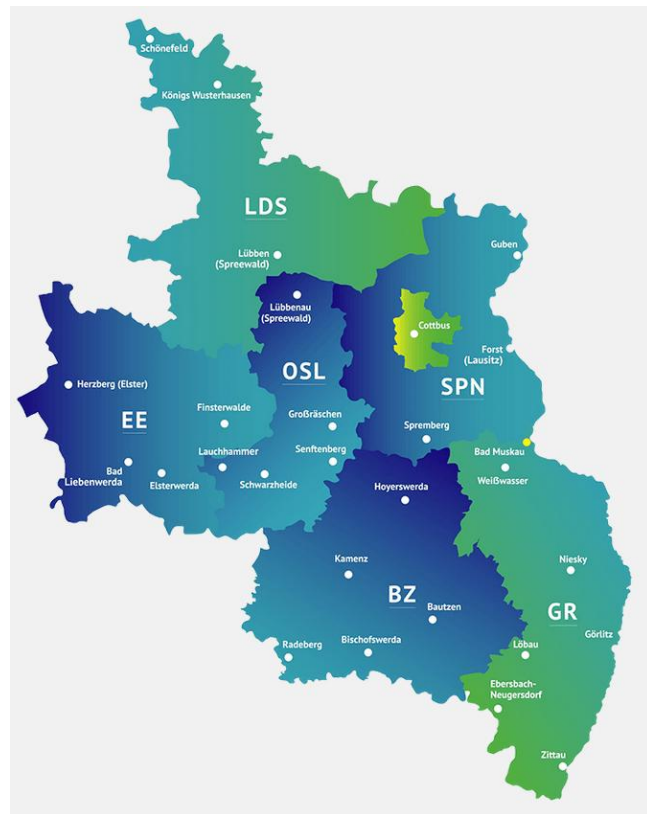 Schönefeld
Königs Wusterhausen
LDS
Guben
Lübben
(Spreewald)
Lübbenau
(Spreewald)
Cottbus
Forst
(Lausitz)
OSL
SPN
Herzberg (Elster)
Finsterwalde
EE
Großräschen
Spremberg
Lauchhammer
Senftenberg
Bad Muskau
Bad
Liebenwerda
Elsterwerda
Schwarzheide
Weißwasser
Hoyerswerda
Kamenz
Niesky
BZ
Bautzen
GR
Görlitz
Radeberg
Bischofswerda
Löbau
Ebersbach-
Neugersdorf
Zittau